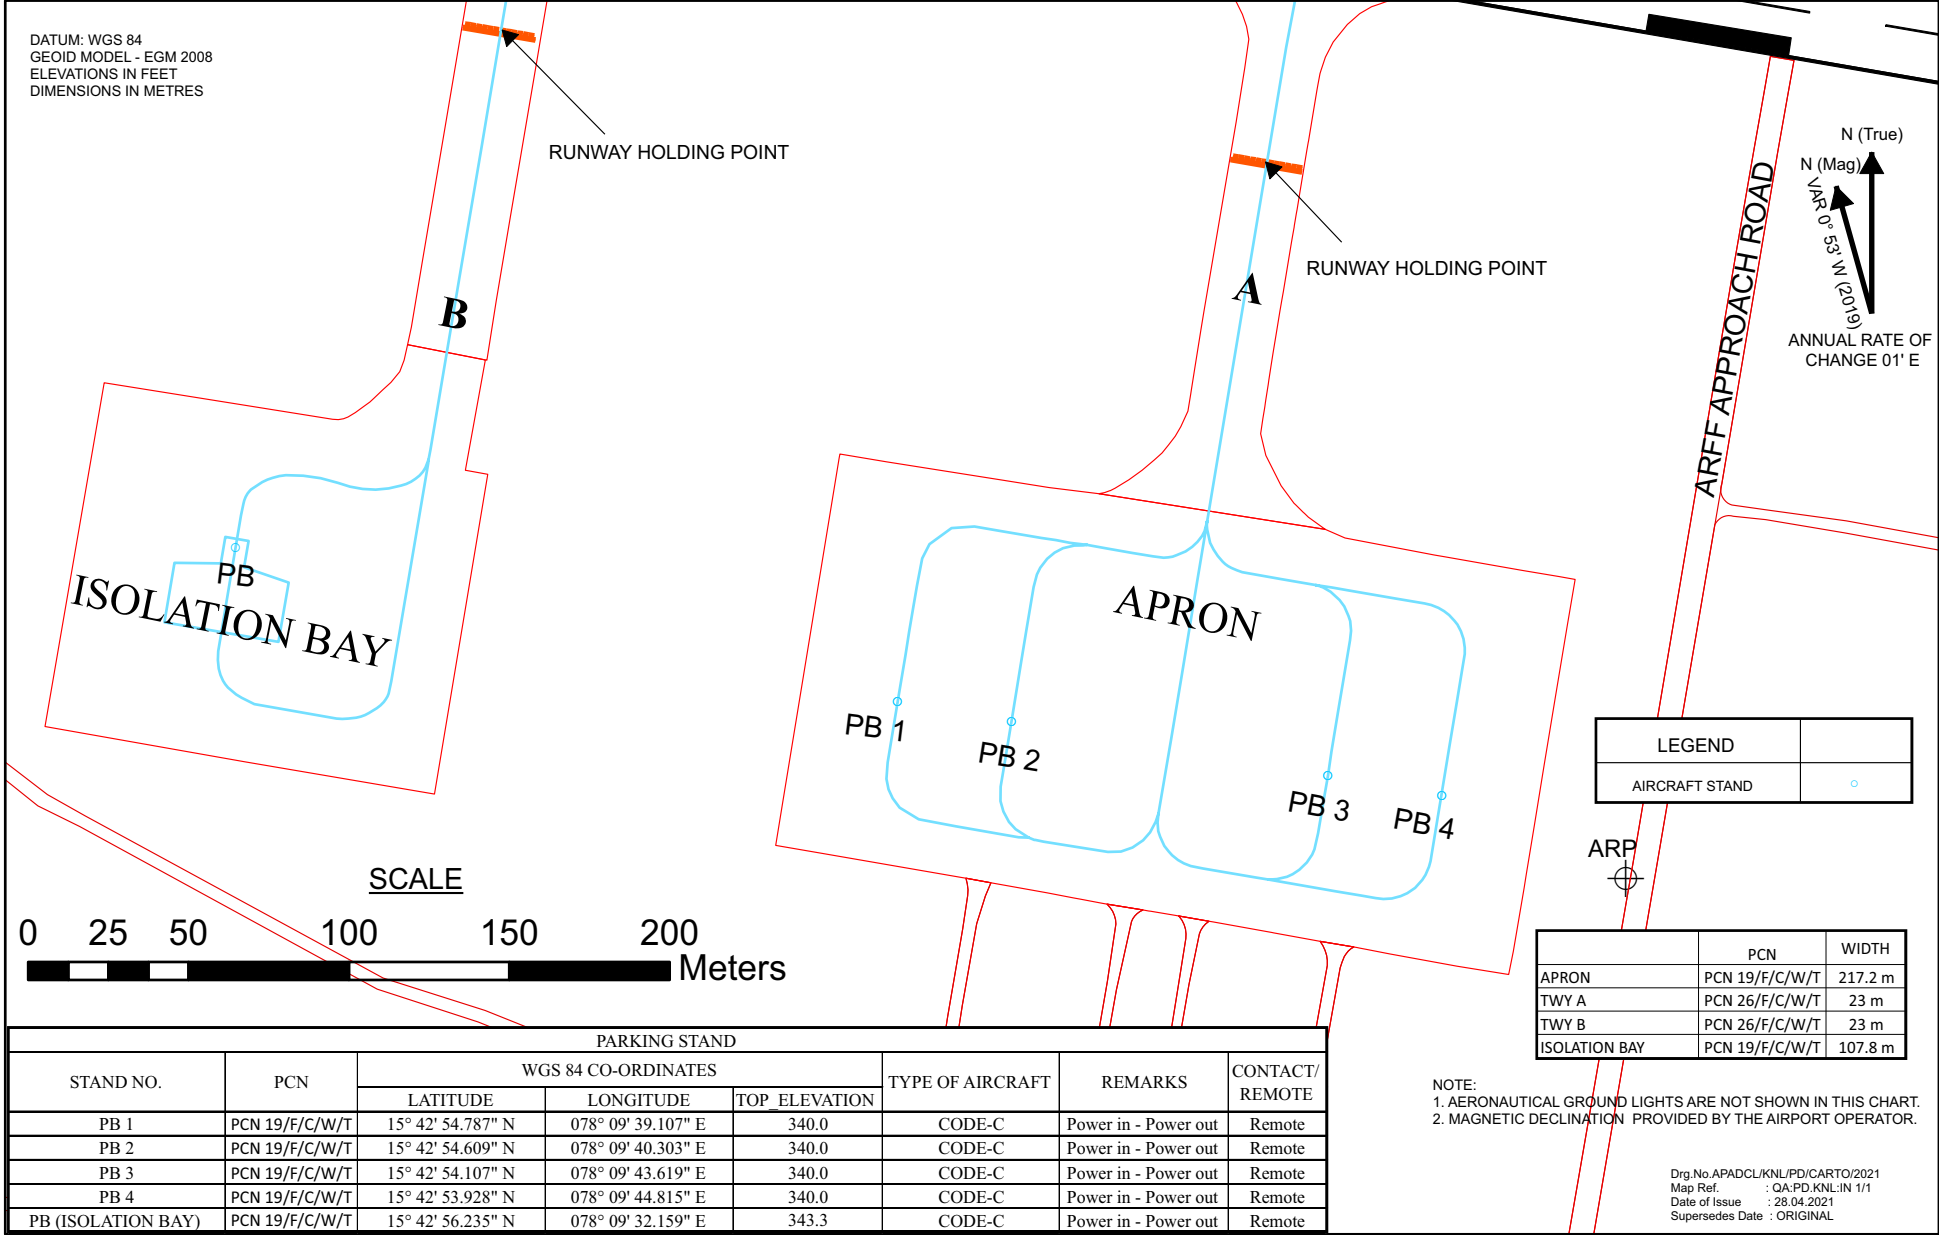 DATUM: WGS 84
GEOID MODEL - EGM 2008
ELEVATIONS IN FEET
DIMENSIONS IN METRES
RUNWAY HOLDING POINT
RUNWAY HOLDING POINT
N (True)
N (Mag)
VAR 0° 53' W (2019)
ANNUAL RATE OF
CHANGE 01' E
ARFF APPROACH ROAD
B
A
PB
ISOLATION BAY
APRON
PB 1
PB 2
PB 3
PB 4
LEGEND
AIRCRAFT STAND
ARP
SCALE
0 25 50 100 150 200
Meters
PCN WIDTH
APRON PCN 19/F/C/W/T 217.2 m
TWY A PCN 26/F/C/W/T 23 m
TWY B PCN 26/F/C/W/T 23 m
ISOLATION BAY PCN 19/F/C/W/T 107.8 m
PARKING STAND
STAND NO. PCN WGS 84 CO-ORDINATES TYPE OF AIRCRAFT REMARKS CONTACT/
REMOTE
LATITUDE LONGITUDE TOP_ELEVATION
PB 1 PCN 19/F/C/W/T 15° 42' 54.787" N 078° 09' 39.107" E 340.0 CODE-C Power in - Power out Remote
PB 2 PCN 19/F/C/W/T 15° 42' 54.609" N 078° 09' 40.303" E 340.0 CODE-C Power in - Power out Remote
PB 3 PCN 19/F/C/W/T 15° 42' 54.107" N 078° 09' 43.619" E 340.0 CODE-C Power in - Power out Remote
PB 4 PCN 19/F/C/W/T 15° 42' 53.928" N 078° 09' 44.815" E 340.0 CODE-C Power in - Power out Remote
PB (ISOLATION BAY) PCN 19/F/C/W/T 15° 42' 56.235" N 078° 09' 32.159" E 343.3 CODE-C Power in - Power out Remote
NOTE:
1. AERONAUTICAL GROUND LIGHTS ARE NOT SHOWN IN THIS CHART.
2. MAGNETIC DECLINATION PROVIDED BY THE AIRPORT OPERATOR.
Drg.No.APADCL/KNL/PD/CARTO/2021
Map Ref. : QA:PD.KNL:IN 1/1
Date of Issue : 28.04.2021
Supersedes Date : ORIGINAL